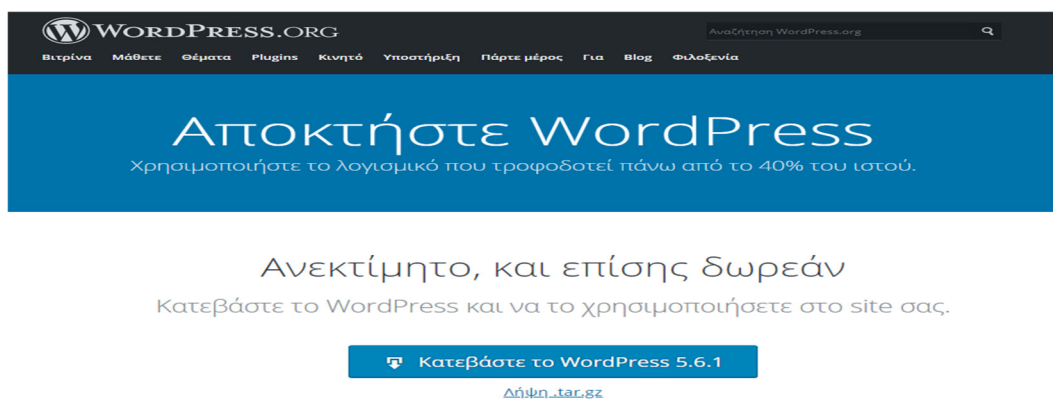 WORDPRESS.ORG
Αναζήτηση WordPress.org
Βιτρίνα Μάθετε Θέματα Plugins Κινητό Υποστήριξη Πάρτε μέρος Για Blog Φιλοξενία
Αποκτήστε WordPress
Χρησιμοποιήστε το λογισμικό που τροφοδοτεί πάνω από το 40% του ιστού.
Ανεκτίμητο, και επίσης δωρεάν
Κατεβάστε το WordPress και να το χρησιμοποιήσετε στο site σας.
Κατεβάστε το WordPress 5.6.1
Λήψη .tar.gz